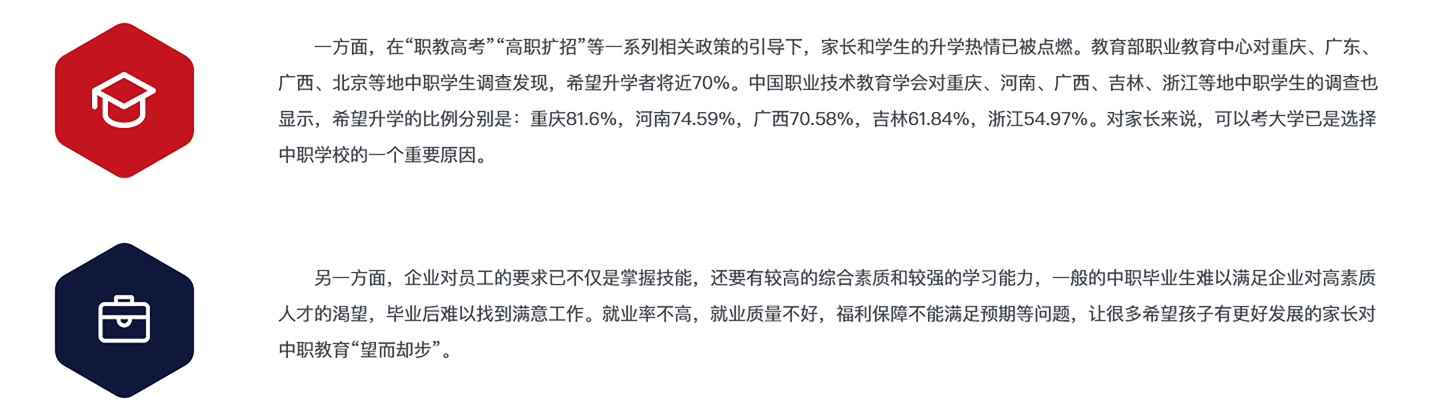 一方面，在“职教高考”“高职扩招”等一系列相关政策的引导下，家长和学生的升学热情已被点燃。教育部职业教育中心对重庆、广东、
广西、北京等地中职学生调查发现，希望升学者将近70%。中国职业技术教育学会对重庆、河南、广西、吉林、浙江等地中职学生的调查也
显示，希望升学的比例分别是：重庆81.6%，河南74.59%，广西70.58%，吉林61.84%，浙江54.97%。对家长来说，可以考大学已是选择
中职学校的一个重要原因。
另一方面，企业对员工的要求已不仅是掌握技能，还要有较高的综合素质和较强的学习能力，一般的中职毕业生难以满足企业对高素质
人才的渴望，毕业后难以找到满意工作。就业率不高，就业质量不好，福利保障不能满足预期等问题，让很多希望孩子有更好发展的家长对
中职教育“望而却步”。